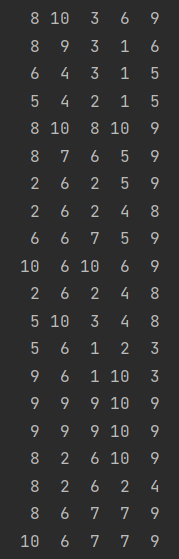 8 10 3 6 9
8 9 3 1 6
6 4 3 1 5
5 4 2 1 5
8 10 8 10 9
8 7 6 5 9
2 6 2 5 9
2 6 2 4 8
6 6 7 5 9
10 6 10 6 9
2 6 2 4 8
5 10 3 4 8
5 6 1 2 3
9 6 1 10 3
9 9 9 10 9
9 9 9 10 9
8 2 6 10 9
8 2 6 2 4
8 6 7 7 9
10 6 7 7 9